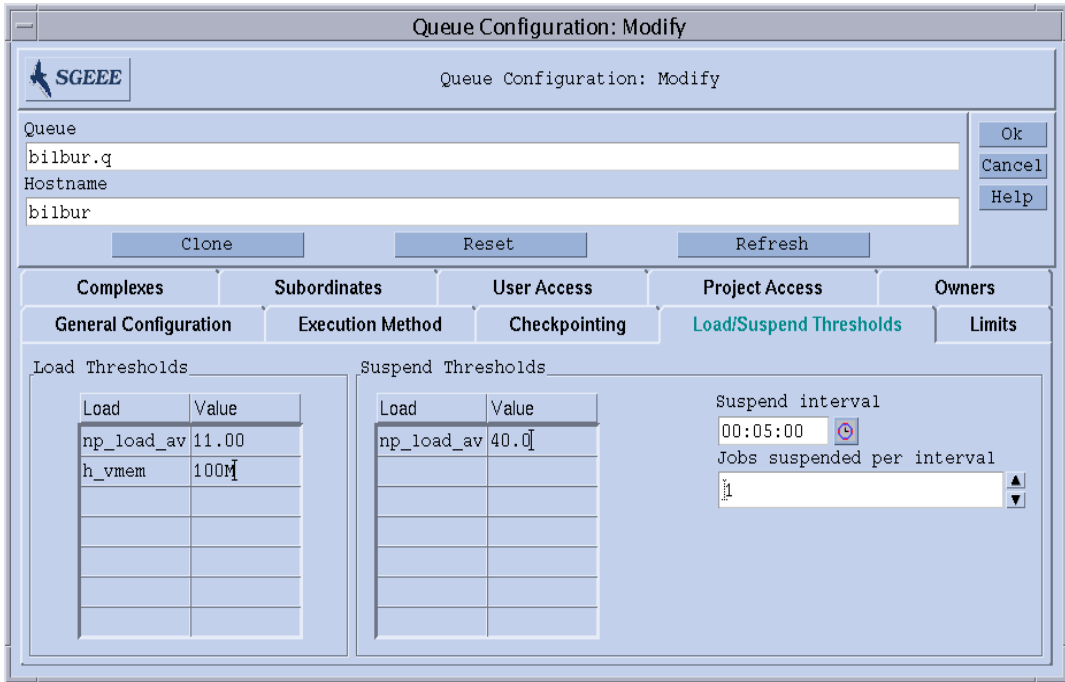 Queue Configuration: Modify
SGEEE
Queue Configuration: Modify
Queue
bilbur.q
Hostname
bilbur
Ok
Cancel
Help
Clone Reset Refresh
Complexes Subordinates User Access Project Access Owners
General Configuration Execution Method Checkpointing Load/Suspend Thresholds Limits
Load Thresholds
Load Value
np_load_av 11.00
h_vmem 100M
Suspend Thresholds
Load Value
np_load_av 40.0
Suspend interval
00:05:00
Jobs suspended per interval
1